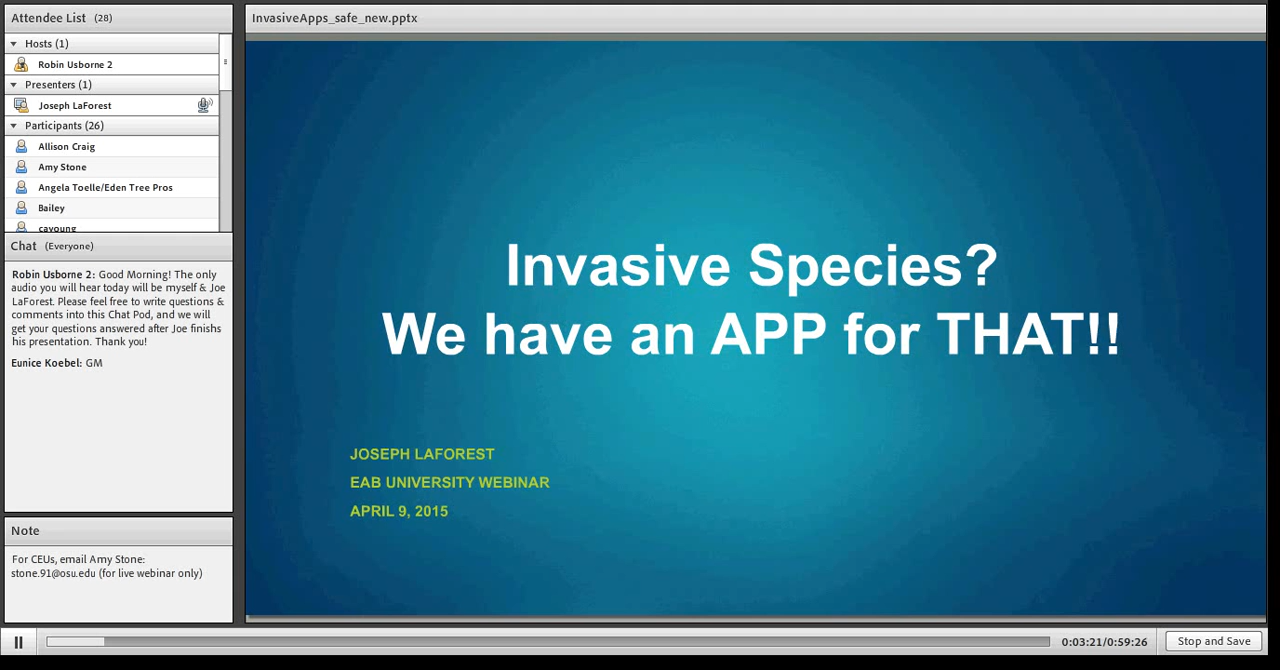 Attendee List (28)
Hosts (1)
Robin Usborne 2
Presenters (1)
Joseph LaForest
Participants (26)
Allison Craig
Amy Stone
Angela Toelle/Eden Tree Pros
Bailey
cayoung
Chat (Everyone)
Robin Usborne 2: Good Morning! The only
audio you will hear today will be myself & Joe
LaForest. Please feel free to write questions &
comments into this Chat Pod, and we will
get your questions answered after Joe finishs
his presentation. Thank you!
Eunice Koebel: GM
Note
For CEUs, email Amy Stone:
stone.91@osu.edu (for live webinar only)
InvasiveApps_safe_new.pptx
Invasive Species?
We have an APP for THAT!!
JOSEPH LAFOREST
EAB UNIVERSITY WEBINAR
APRIL 9, 2015
0:03:21/0:59:26
Stop and Save